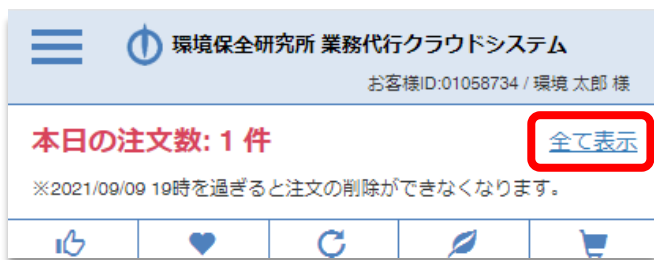 環境保全研究所 業務代行クラウドシステム
お客様ID:01058734 / 環境 太郎 様
本日の注文数: 1 件
全て表示
※2021/09/09 19時を過ぎると注文の削除ができなくなります。